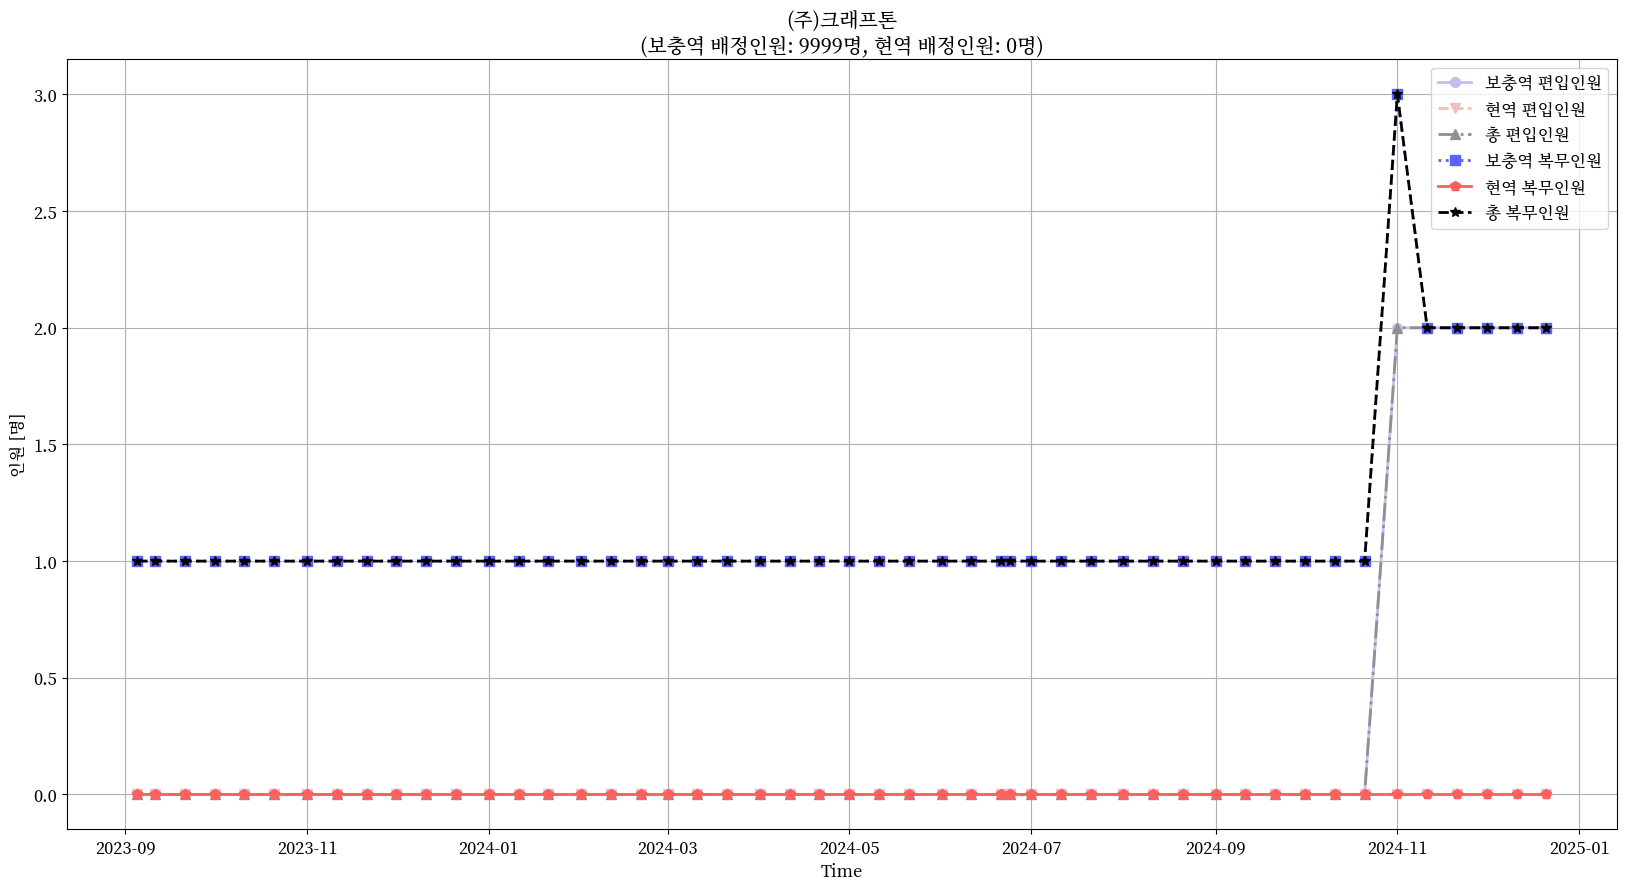 (주)크래프톤
(보충역 배정인원: 9999명, 현역 배정인원: 0명)
보충역 편입인원
현역 편입인원
총 편입인원
보충역 복무인원
현역 복무인원
총 복무인원
인원 [명]
3.0
2.5
2.0
1.5
1.0
0.5
0.0
2023-09 2023-11 2024-01 2024-03 2024-05 2024-07 2024-09 2024-11 2025-01
Time